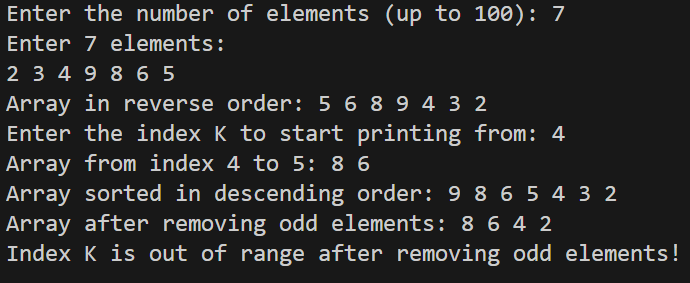 Enter the number of elements (up to 100): 7
Enter 7 elements:
2 3 4 9 8 6 5
Array in reverse order: 5 6 8 9 4 3 2
Enter the index K to start printing from: 4
Array from index 4 to 5: 8 6
Array sorted in descending order: 9 8 6 5 4 3 2
Array after removing odd elements: 8 6 4 2
Index K is out of range after removing odd elements!